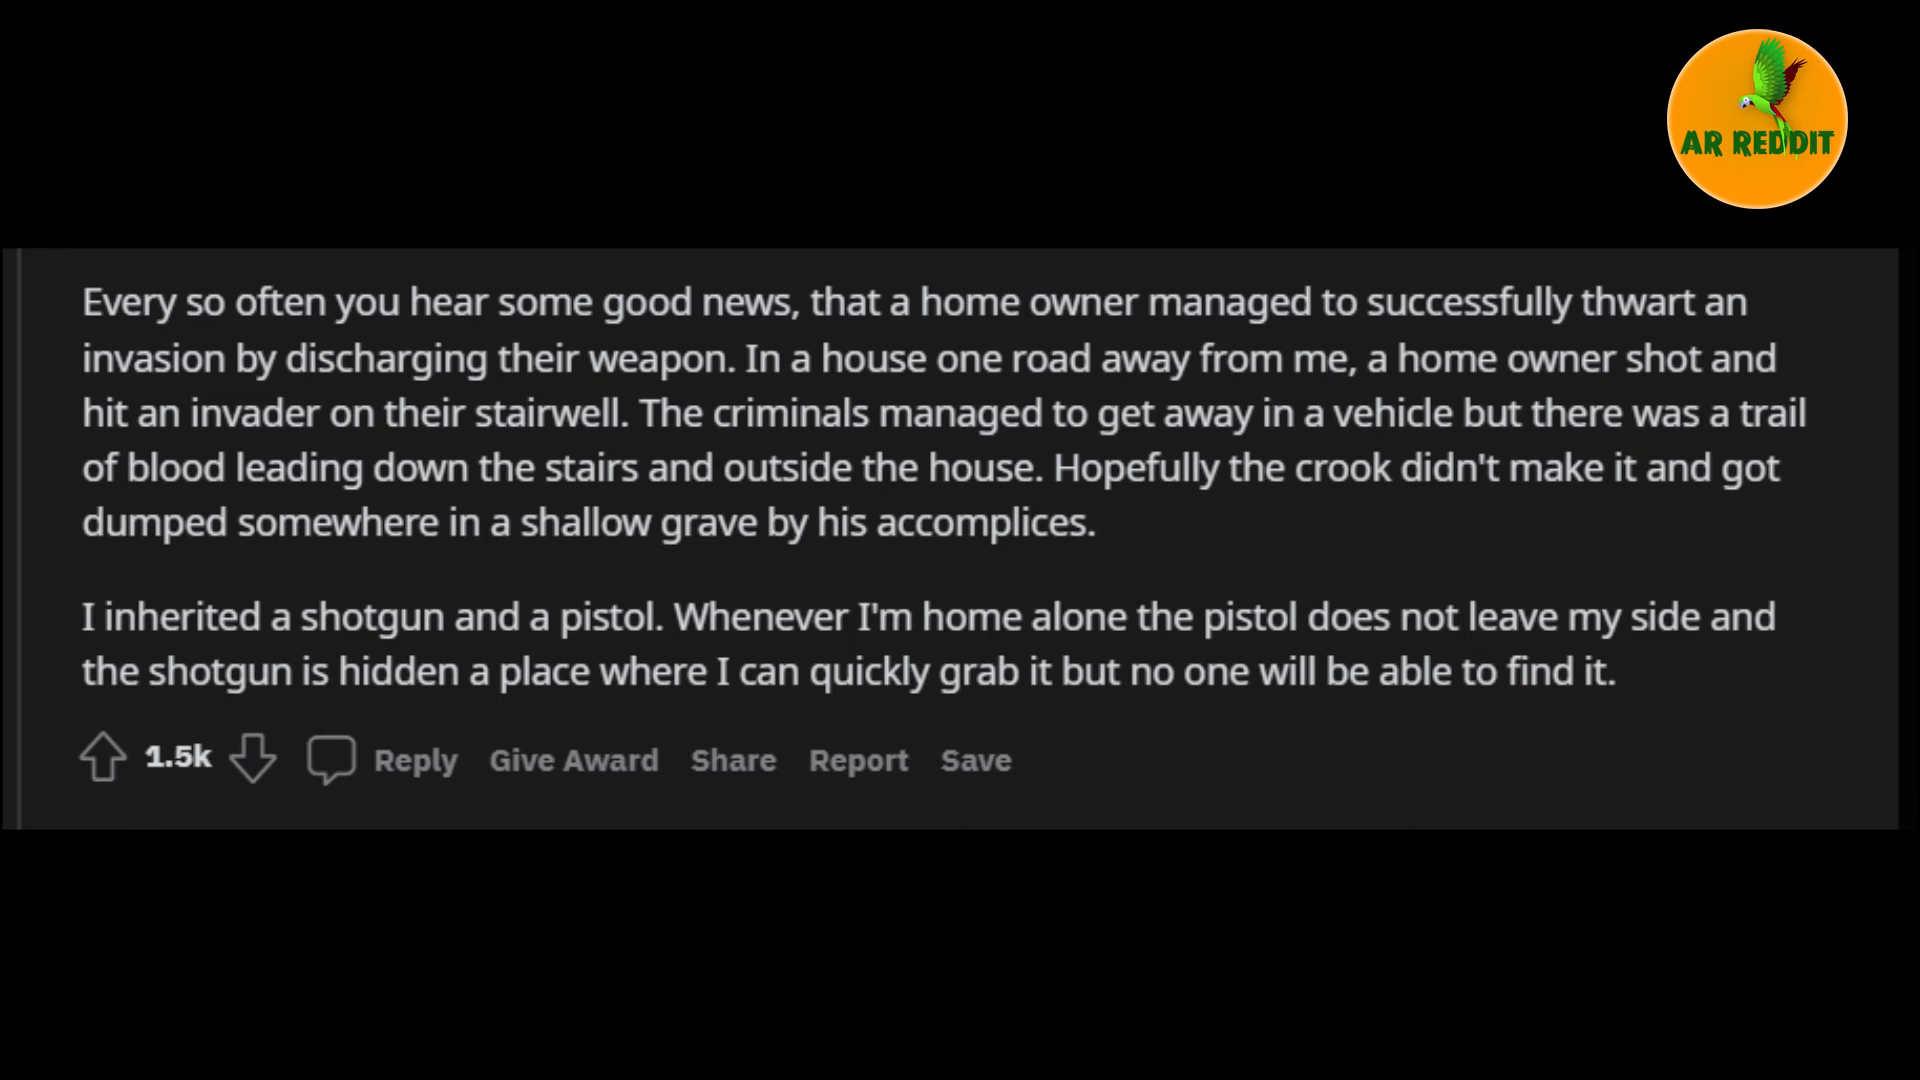 AR REDDIT
Every so often you hear some good news, that a home owner managed to successfully thwart an
invasion by discharging their weapon. In a house one road away from me, a home owner shot and
hit an invader on their stairwell. The criminals managed to get away in a vehicle but there was a trail
of blood leading down the stairs and outside the house. Hopefully the crook didn't make it and got
dumped somewhere in a shallow grave by his accomplices.
I inherited a shotgun and a pistol. Whenever I'm home alone the pistol does not leave my side and
the shotgun is hidden a place where I can quickly grab it but no one will be able to find it.
1.5k Reply Give Award Share Report Save